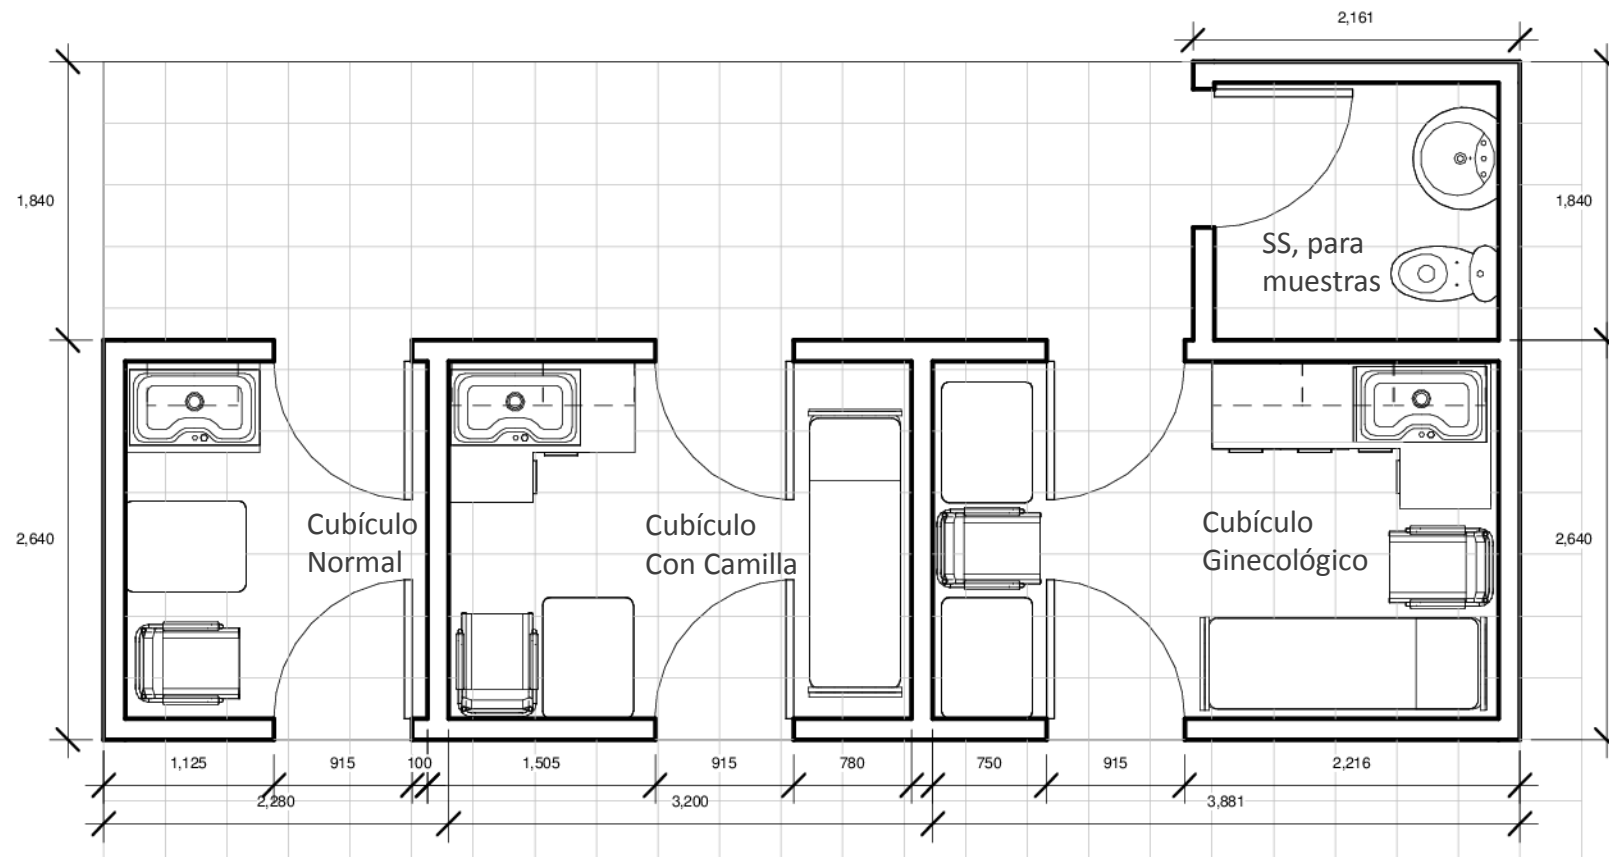 2,161
1,840
1,840
SS, para
muestras
2,640
2,640
Cubículo
Normal
Cubículo
Con Camilla
Cubículo
Ginecológico
1,125
915
100
1,505
915
780
750
915
2,216
2,280
3,200
3,881